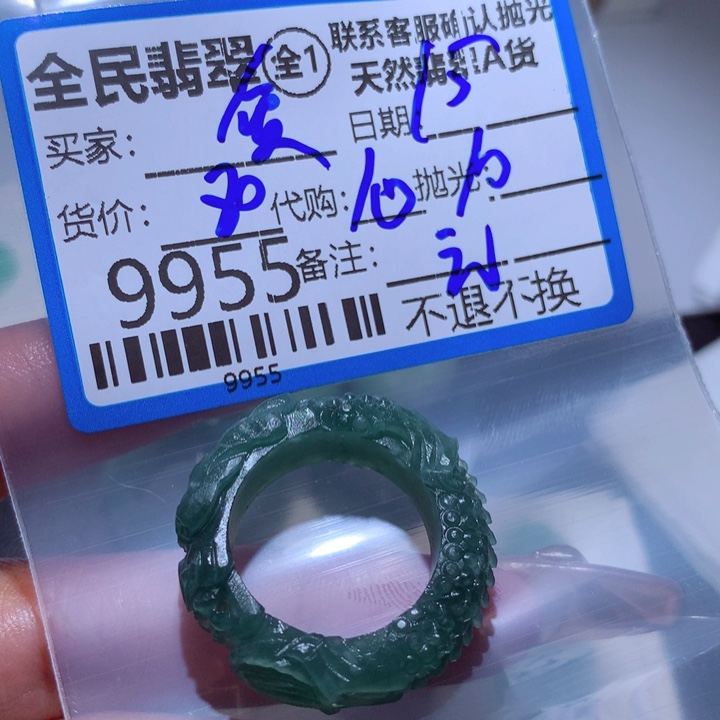 全民翡翠 全1 联系客服确认抛光
天然翡翠A货
买家： 日期：
货价： 代购： 抛光：
9955 备注：
不退不换
9955